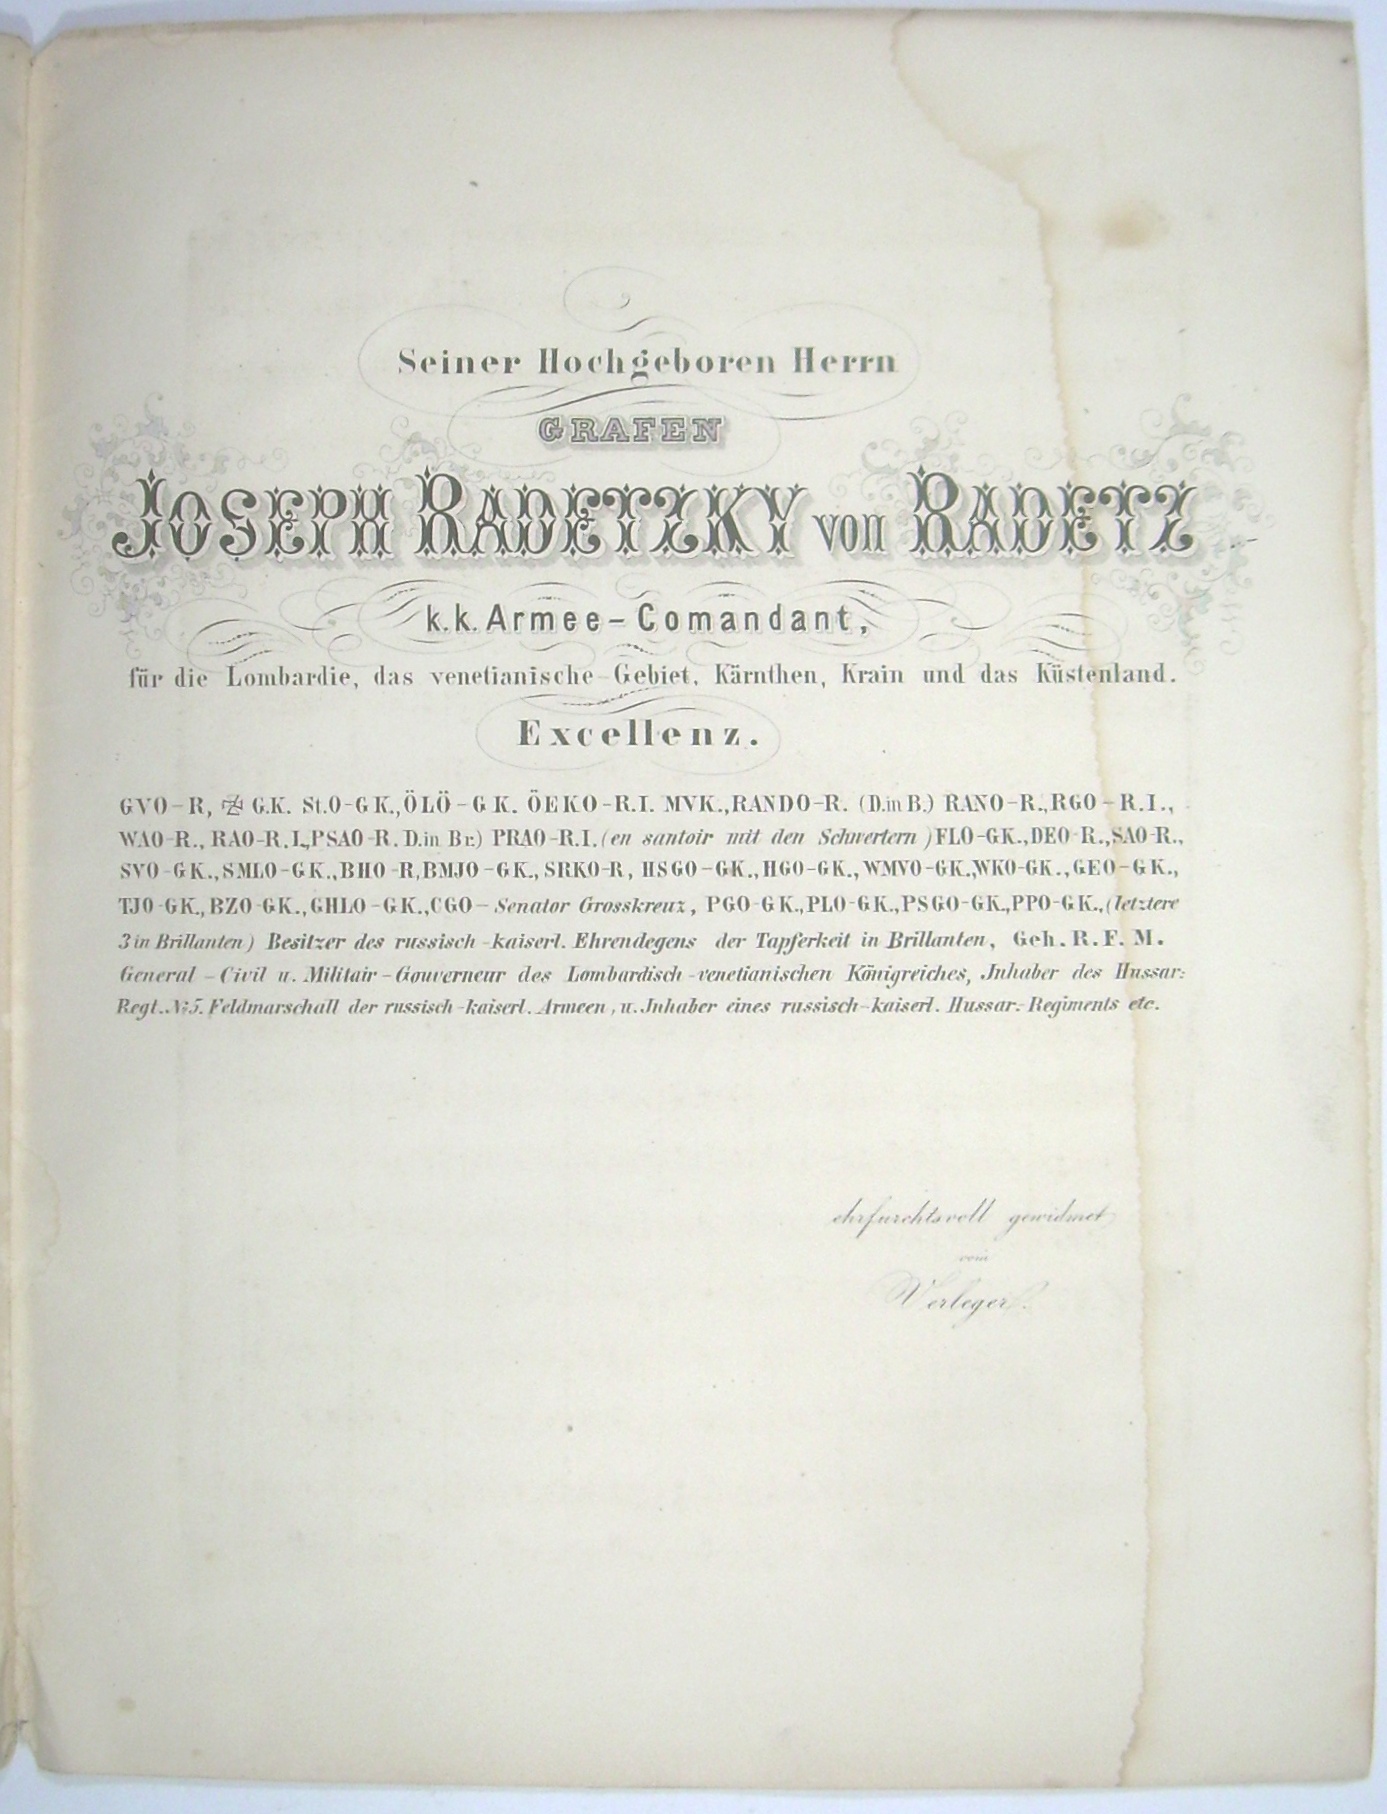 Seiner Hochgeboren Herrn
GRAFEN
JOSEPH RADETZKY von RADETZ
k.k. Armee-Comandant,
für die Lombardie, das venetianische Gebiet, Kärnthen, Krain und das Küstenland.
Excellenz.
GVO-R, G.K. St.O-GK., ÖLÖ-GK. ÖEKO-R.I. MVK., RANDO-R. (D.in B.) RANO-R., RGO-R.I.,
WAO-R., RAO-R.I., PSAO-R. D.in Br.) PRAO-R.I. (en santoir mit den Schwertern) FLO-GK., DEO-R., SAO-R.,
SVO-GK., SMLO-GK., BHO-R, BMJO-GK., SRKO-R, HSGO-GK., HGO-GK., WMVO-GK., WKO-GK., GEO-GK.,
TJO-GK., BZO-GK., GHLO-GK., CGO-Senator Grosskreuz, PGO-GK., PLO-GK., PSGO-GK., PPO-GK., (letztere
3 in Brillanten) Besitzer des russisch-kaiserl. Ehrendegens der Tapferkeit in Brillanten, Geh. R. F. M.
General-Civil u. Militair-Gouverneur des Lombardisch-venetianischen Königreiches, Jnhaber des Hussar:
Regt. No 5. Feldmarschall der russisch-kaiserl. Armeen, u. Jnhaber eines russisch-kaiserl. Hussar:-Regiments etc.
ehrfurchtsvoll gewidmet
vom
Verleger.